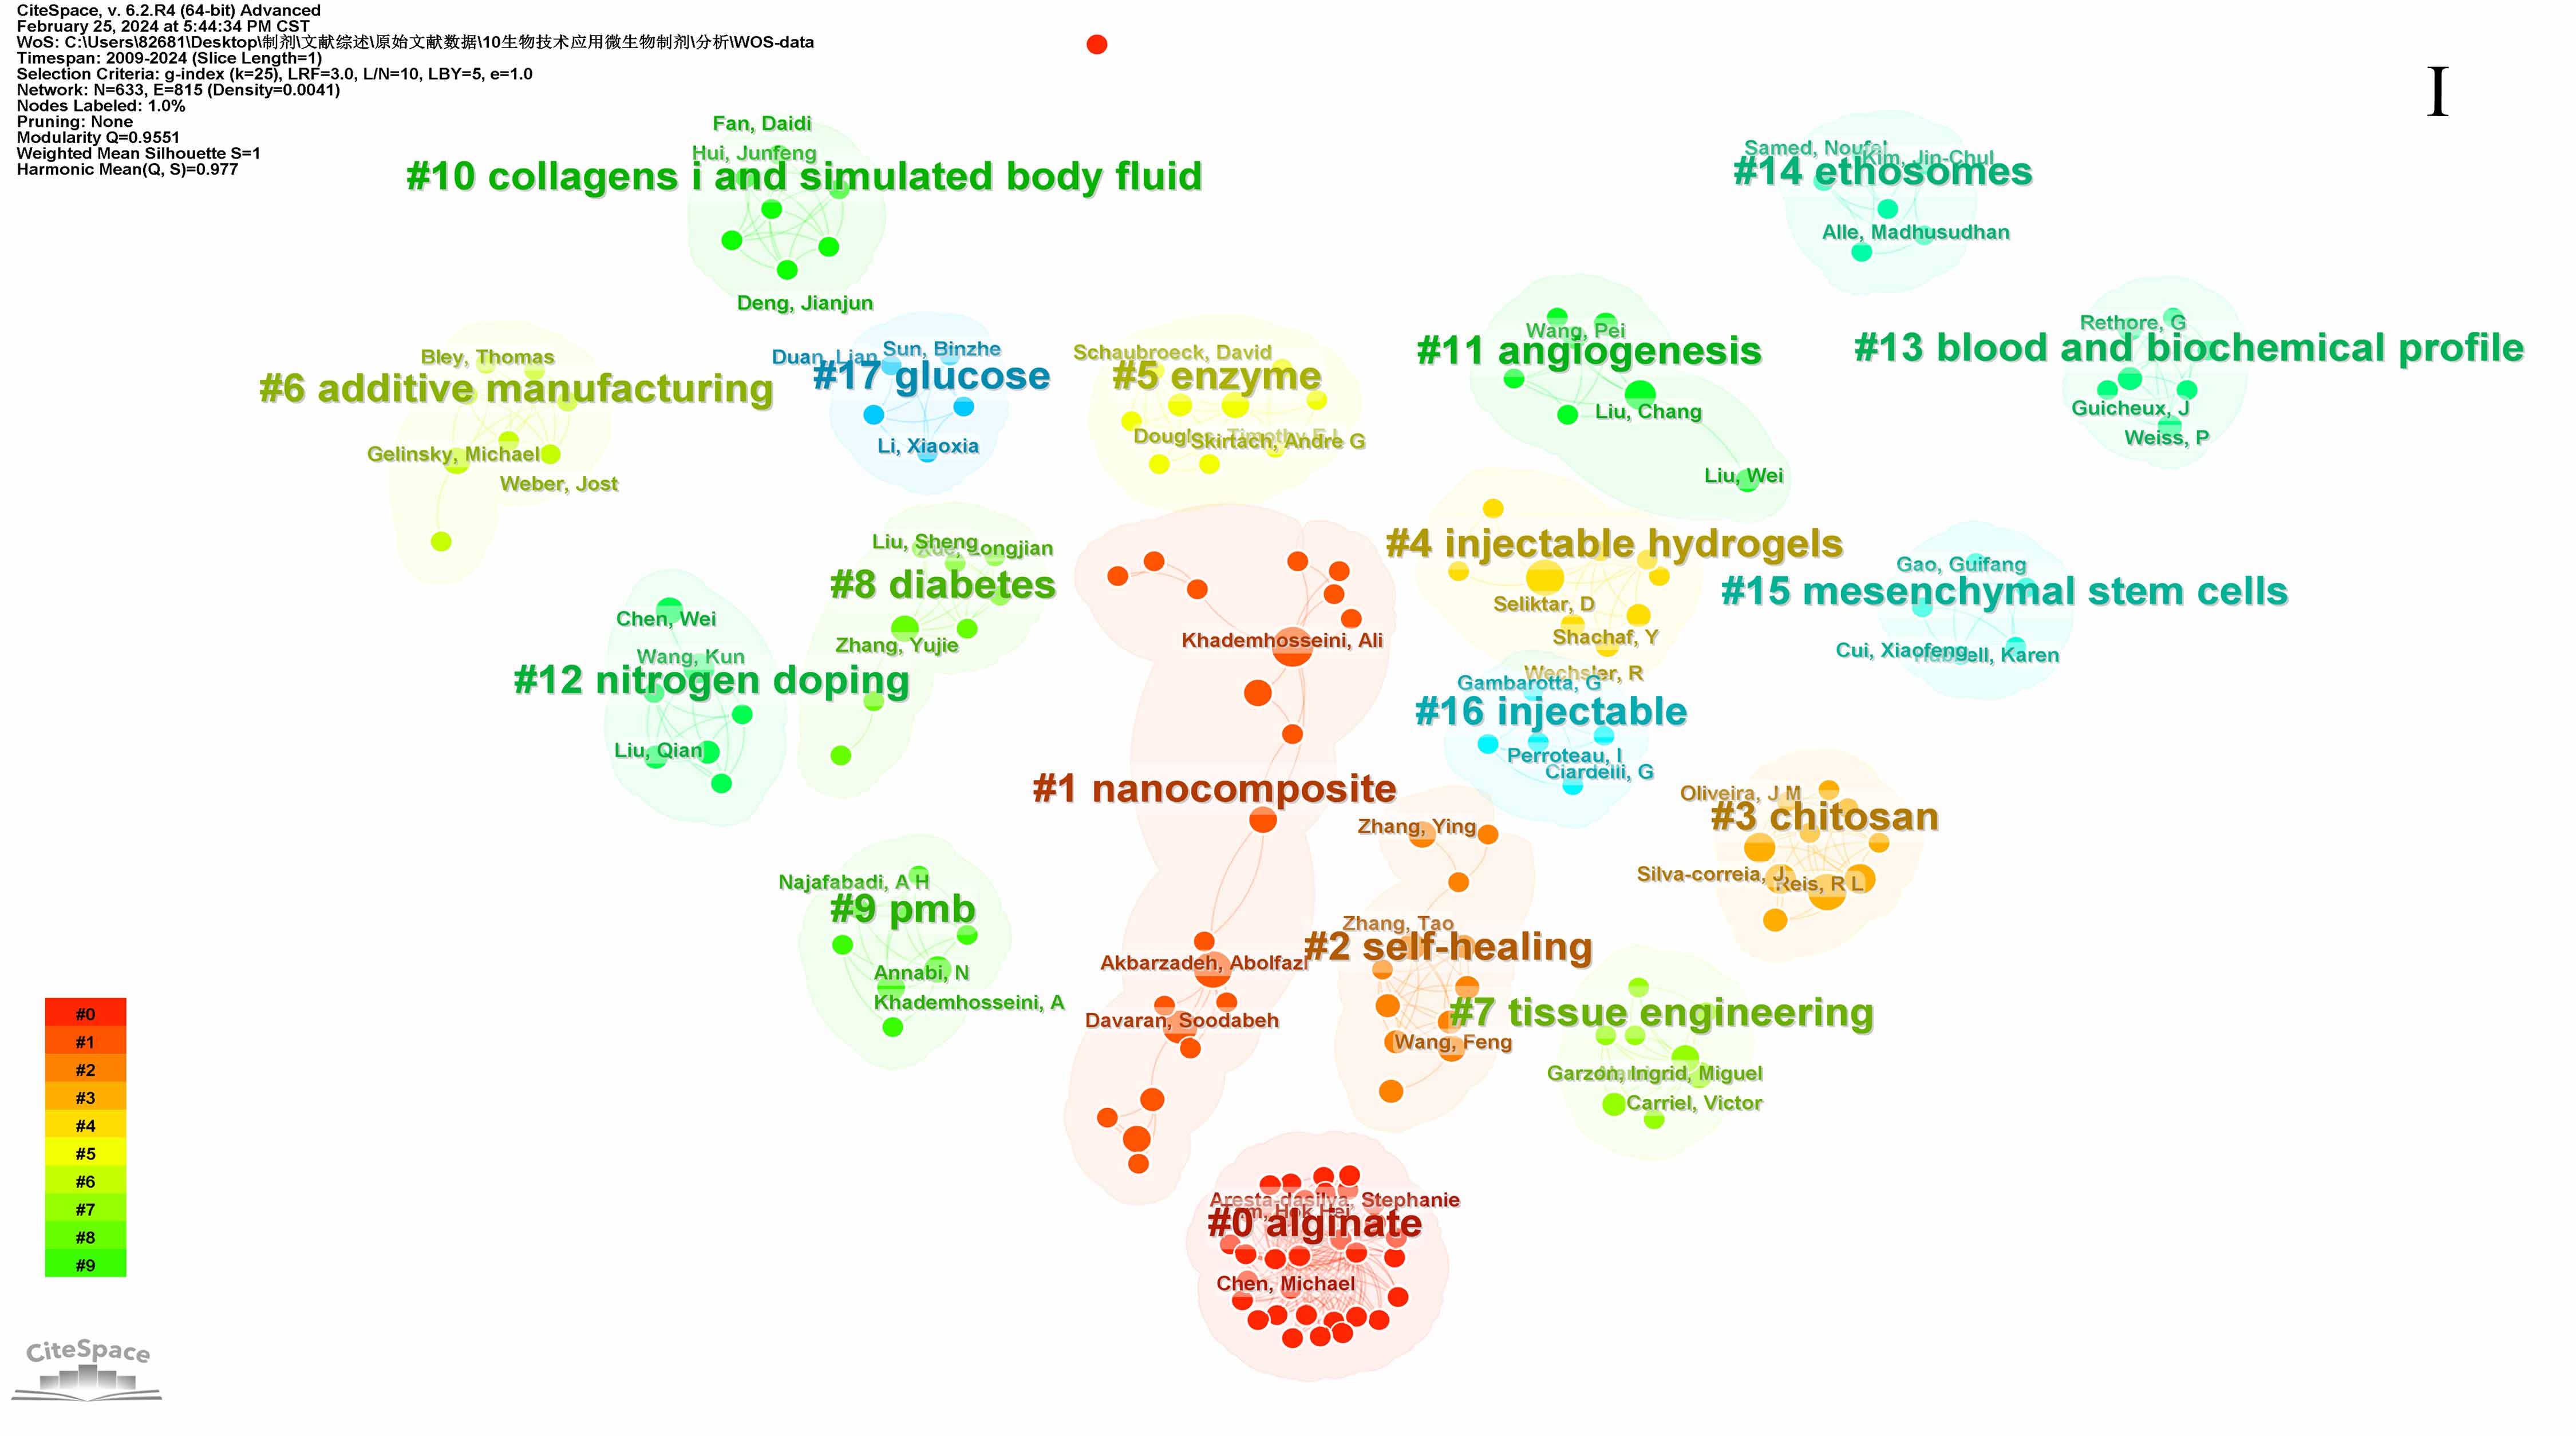 CiteSpace, v. 6.2.R4 (64-bit) Advanced
February 25, 2024 at 5:44:34 PM CST
WoS: C:\Users\82681\Desktop\制剂\文献综述\原始文献数据\10生物技术应用微生物制剂\分析\WOS-data
Timespan: 2009-2024 (Slice Length=1)
Selection Criteria: g-index (k=25), LRF=3.0, L/N=10, LBY=5, e=1.0
Network: N=633, E=815 (Density=0.0041)
Nodes Labeled: 1.0%
Pruning: None
Modularity Q=0.9551
Weighted Mean Silhouette S=1
Harmonic Mean(Q, S)=0.977
I
Fan, Daidi
Hui, Junfeng
#10 collagens i and simulated body fluid
Deng, Jianjun
Samed, Noufel
Kim, Jin-Chul
#14 ethosomes
Alle, Madhusudhan
Bley, Thomas
#6 additive manufacturing
Gelinsky, Michael
Weber, Jost
Duan, Lian
Sun, Binzhe
#17 glucose
Li, Xiaoxia
Schaubroeck, David
#5 enzyme
Skirtach, Andre G
Wang, Pei
#11 angiogenesis
Liu, Chang
Liu, Wei
Rethore, G
#13 blood and biochemical profile
Guicheux, J
Weiss, P
Liu, Sheng
#8 diabetes
Zhang, Yujie
Khademhosseini, Ali
#4 injectable hydrogels
Seliktar, D
Shachaf, Y
Wechsler, R
Gao, Guifang
#15 mesenchymal stem cells
Cui, Xiaofeng
Karen
Chen, Wei
Wang, Kun
#12 nitrogen doping
Liu, Qian
Gambarotta, G
#16 injectable
Perroteau, I
Ciardelli, G
#1 nanocomposite
Oliveira, J M
#3 chitosan
Silva-correia, J
Reis, R L
Zhang, Ying
Zhang, Tao
#2 self-healing
Wang, Feng
Najafabadi, A H
#9 pmb
Annabi, N
Khademhosseini, A
Akbarzadeh, Abolfazl
Davaran, Soodabeh
#7 tissue engineering
Garzon, Ingrid
Miguel
Carriel, Victor
Aresta-dasilva, Stephanie
#0 alginate
Chen, Michael
#0
#1
#2
#3
#4
#5
#6
#7
#8
#9
CiteSpace